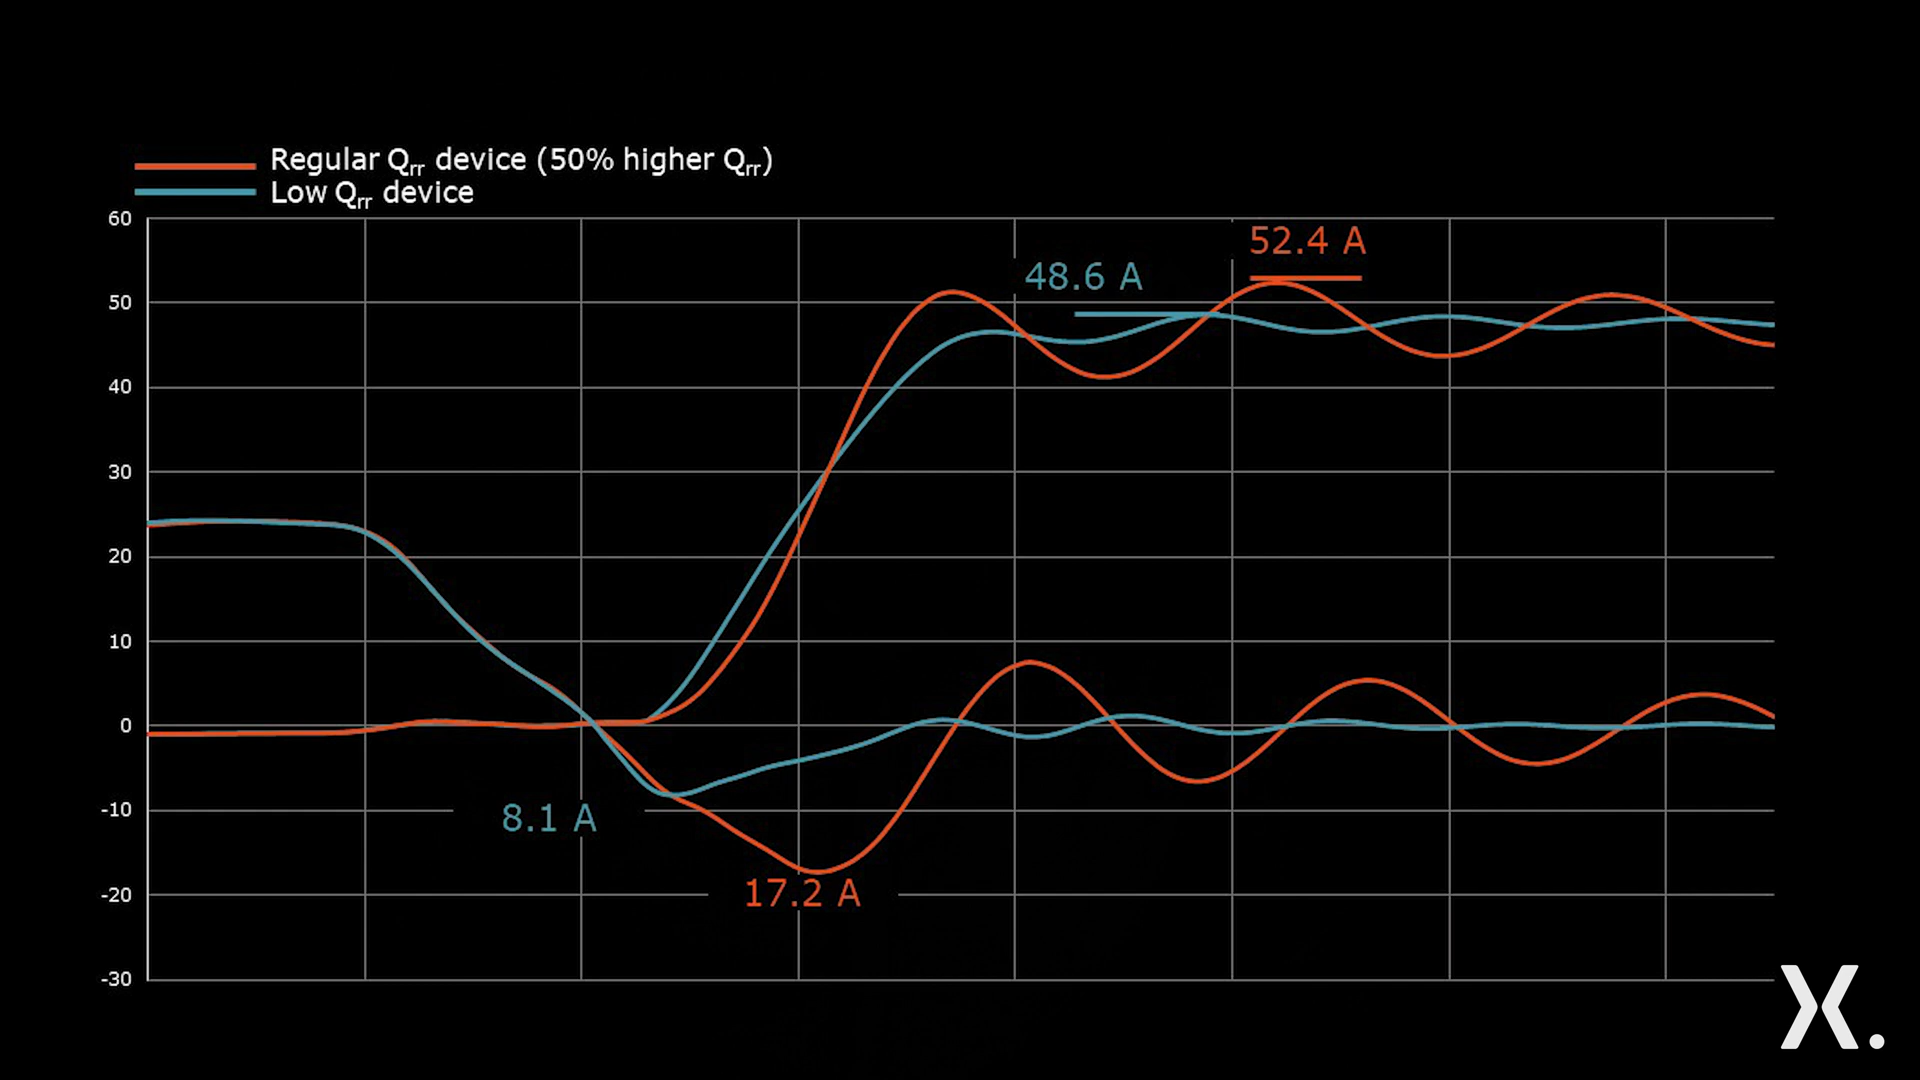 Regular Qrr device (50% higher Qrr)
Low Qrr device
60
52.4 A
48.6 A
50
40
30
20
10
0
-10
8.1 A
-20
17.2 A
-30
X.